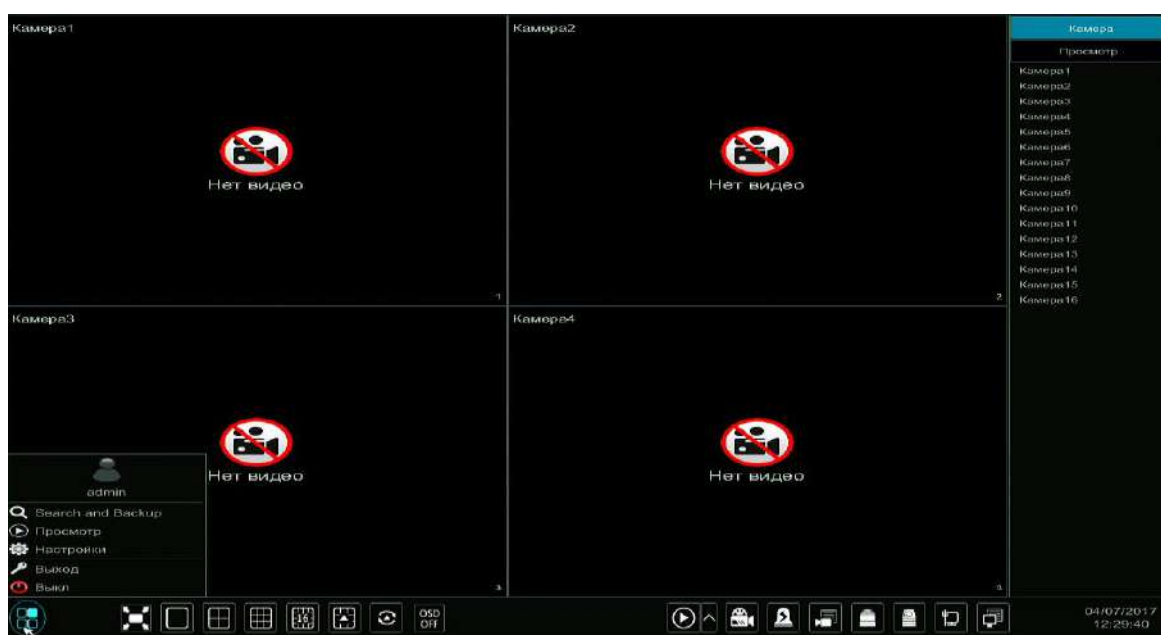 Камера1
Камера2
Нет видео
Нет видео
1
2
Камера3
Камера4
Нет видео
Нет видео
3
admin
Search and Backup
Просмотр
Настройки
Выход
Выкл
16
OSD
OFF
Камера
Просмотр
Камера1
Камера2
Камера3
Камера4
Камера5
Камера6
Камера7
Камера8
Камера9
Камера10
Камера11
Камера12
Камера13
Камера14
Камера15
Камера16
04/07/2017
12:29:40